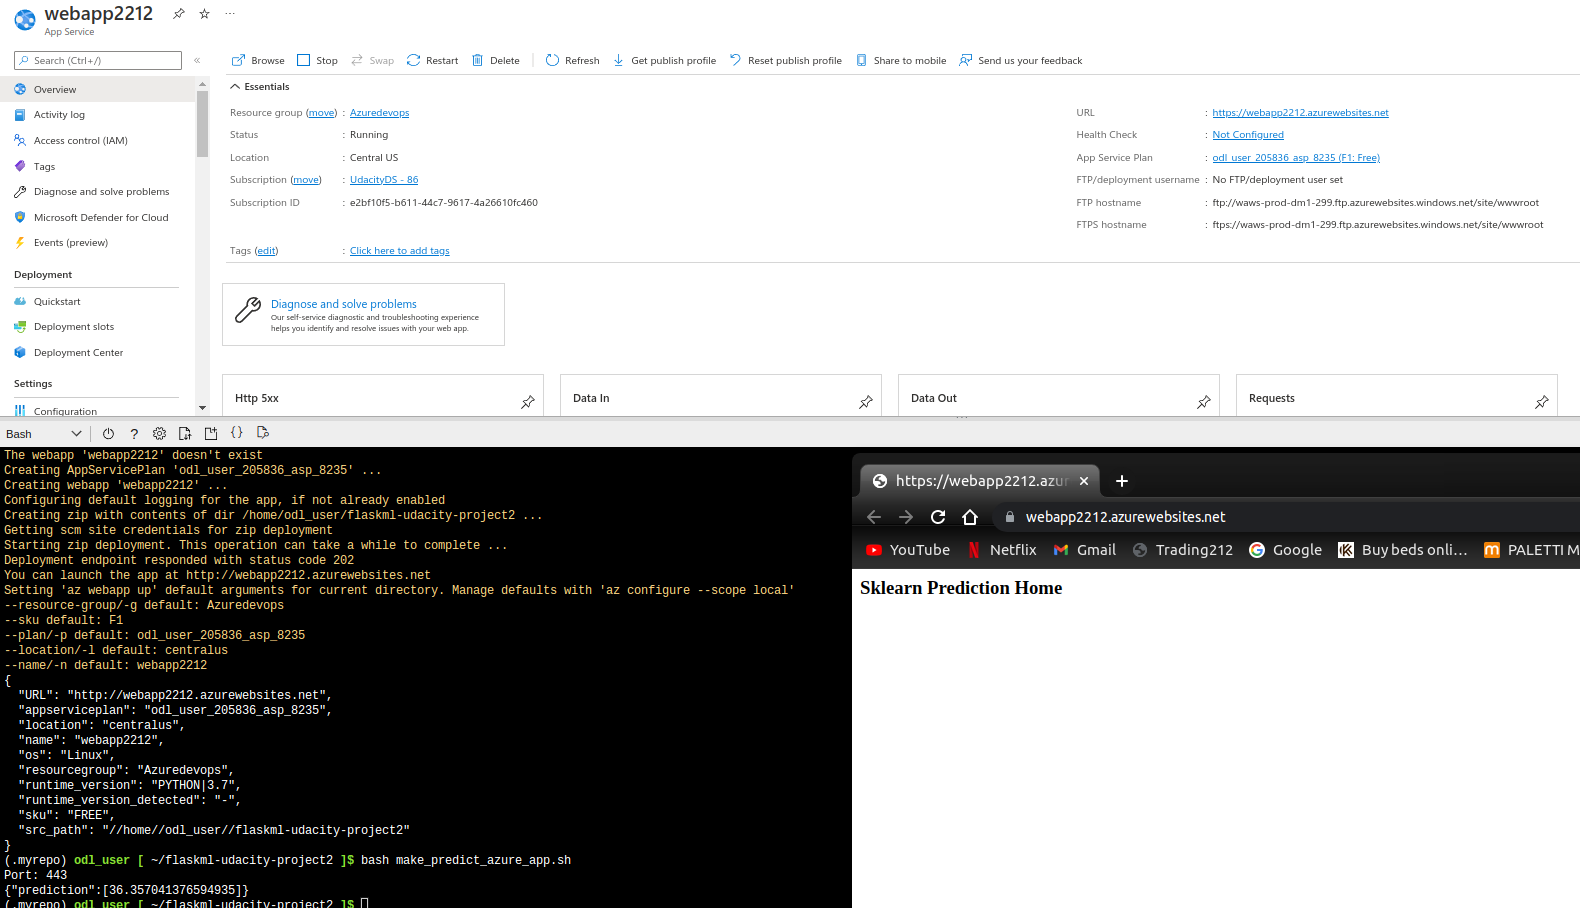 webapp2212
App Service
Search (Ctrl+/)
«
Overview
Activity log
Access control (IAM)
Tags
Diagnose and solve problems
Microsoft Defender for Cloud
Events (preview)
Deployment
Quickstart
Deployment slots
Deployment Center
Settings
Configuration
Browse Stop Swap Restart Delete Refresh Get publish profile Reset publish profile Share to mobile Send us your feedback
Essentials
Resource group (move) : Azuredevops
Status : Running
Location : Central US
Subscription (move) : UdacityDS - 86
Subscription ID : e2bf10f5-b611-44c7-9617-4a26610fc460
Tags (edit) : Click here to add tags
URL : https://webapp2212.azurewebsites.net
Health Check : Not Configured
App Service Plan : odl_user_205836_asp_8235 (F1: Free)
FTP/deployment username : No FTP/deployment user set
FTP hostname : ftp://waws-prod-dm1-299.ftp.azurewebsites.windows.net/site/wwwroot
FTPS hostname : ftps://waws-prod-dm1-299.ftp.azurewebsites.windows.net/site/wwwroot
Diagnose and solve problems
Our self-service diagnostic and troubleshooting experience
helps you identify and resolve issues with your web app.
Http 5xx
Data In
Data Out
Requests
Bash
The webapp 'webapp2212' doesn't exist
Creating AppServicePlan 'odl_user_205836_asp_8235' ...
Creating webapp 'webapp2212' ...
Configuring default logging for the app, if not already enabled
Creating zip with contents of dir /home/odl_user/flaskml-udacity-project2 ...
Getting scm site credentials for zip deployment
Starting zip deployment. This operation can take a while to complete ...
Deployment endpoint responded with status code 202
You can launch the app at http://webapp2212.azurewebsites.net
Setting 'az webapp up' default arguments for current directory. Manage defaults with 'az configure --scope local'
--resource-group/-g default: Azuredevops
--sku default: F1
--plan/-p default: odl_user_205836_asp_8235
--location/-l default: centralus
--name/-n default: webapp2212
{
"URL": "http://webapp2212.azurewebsites.net",
"appserviceplan": "odl_user_205836_asp_8235",
"location": "centralus",
"name": "webapp2212",
"os": "Linux",
"resourcegroup": "Azuredevops",
"runtime_version": "PYTHON|3.7",
"runtime_version_detected": "-",
"sku": "FREE",
"src_path": "//home//odl_user//flaskml-udacity-project2"
}
(.myrepo) odl_user [ ~/flaskml-udacity-project2 ]$ bash make_predict_azure_app.sh
Port: 443
{"prediction":[36.357041376594935]}
(.myrepo) odl_user [ ~/flaskml-udacity-project2 ]$
https://webapp2212.azur
webapp2212.azurewebsites.net
YouTube Netflix Gmail Trading212 Google Buy beds onli... PALETTI M
Sklearn Prediction Home